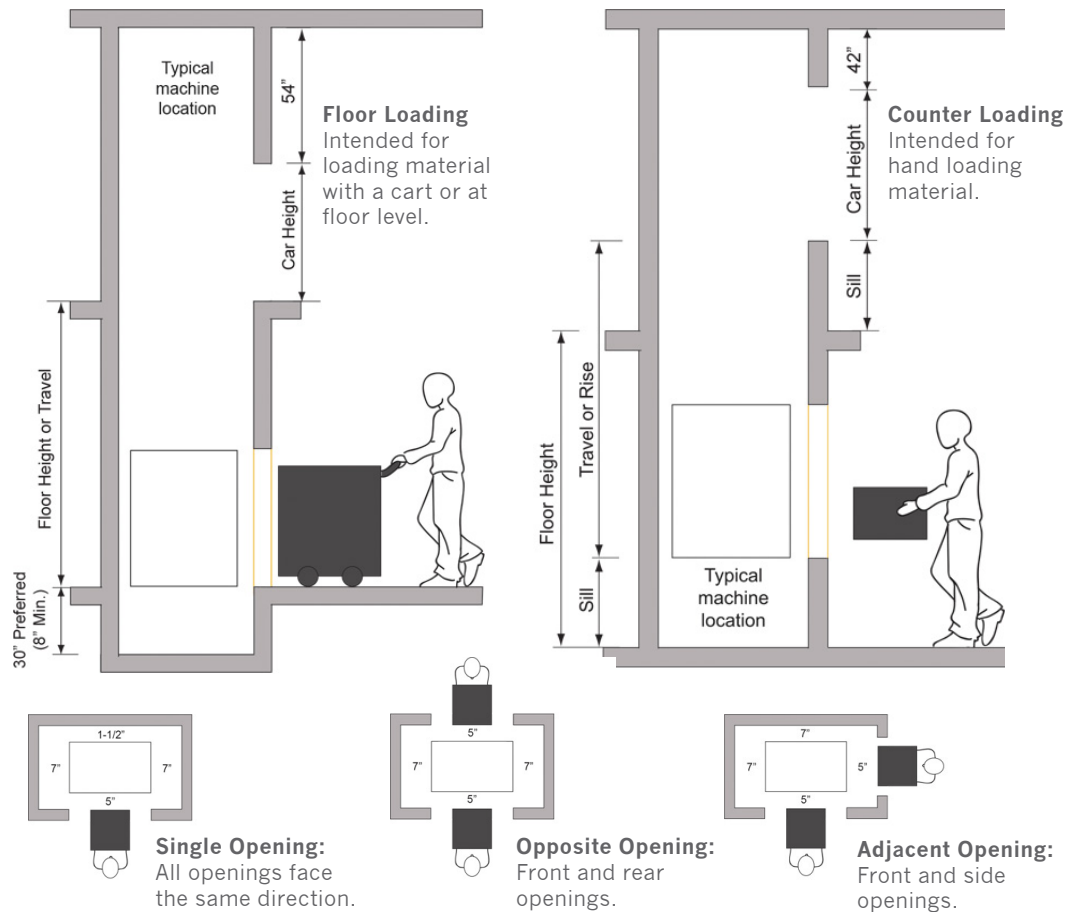 Typical
machine
location
54”
Floor Loading
Intended for
loading material
with a cart or at
floor level.
Car Height
Floor Height or Travel
30” Preferred
(8” Min.)
42”
Counter Loading
Intended for
hand loading
material.
Car Height
Sill
Travel or Rise
Floor Height
Sill
Typical
machine
location
1-1/2”
7”
7”
5”
Single Opening:
All openings face
the same direction.
5”
7”
7”
5”
Opposite Opening:
Front and rear
openings.
7”
7”
5”
5”
Adjacent Opening:
Front and side
openings.